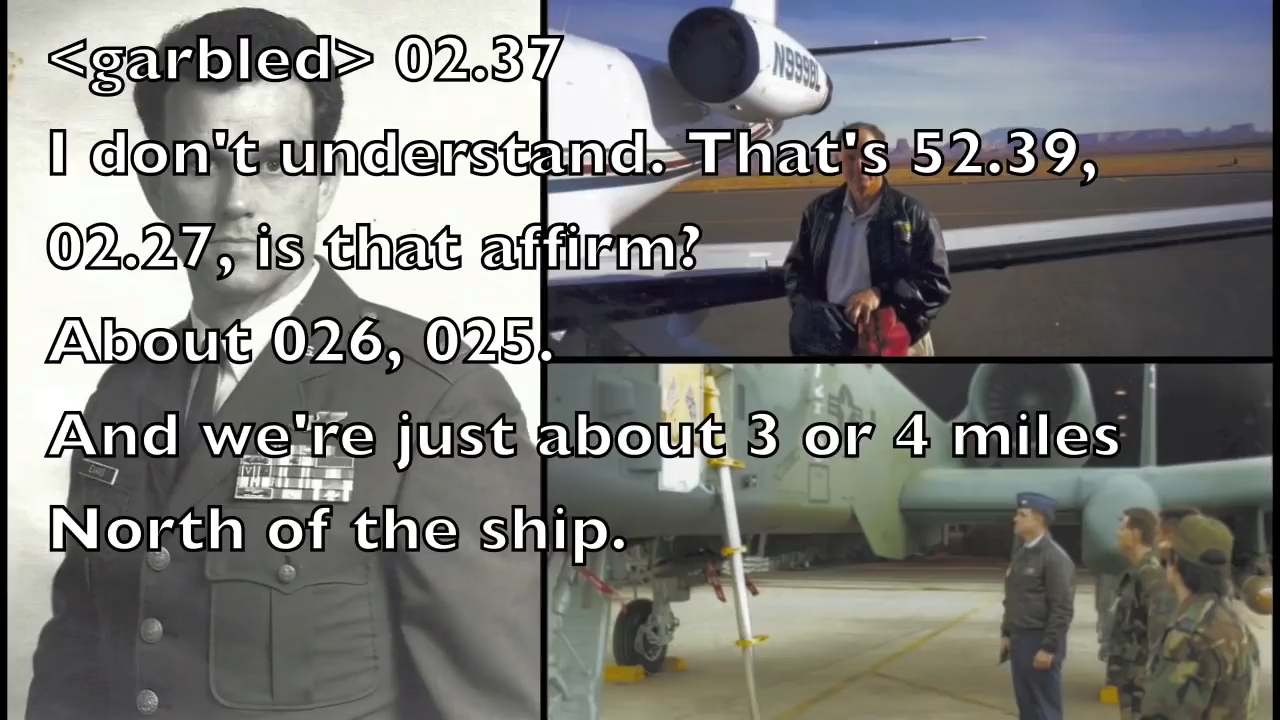 <garbled> 02.37
I don't understand. That's 52.39,
02.27, is that affirm?
About 026, 025.
And we're just about 3 or 4 miles
North of the ship.
N999BL